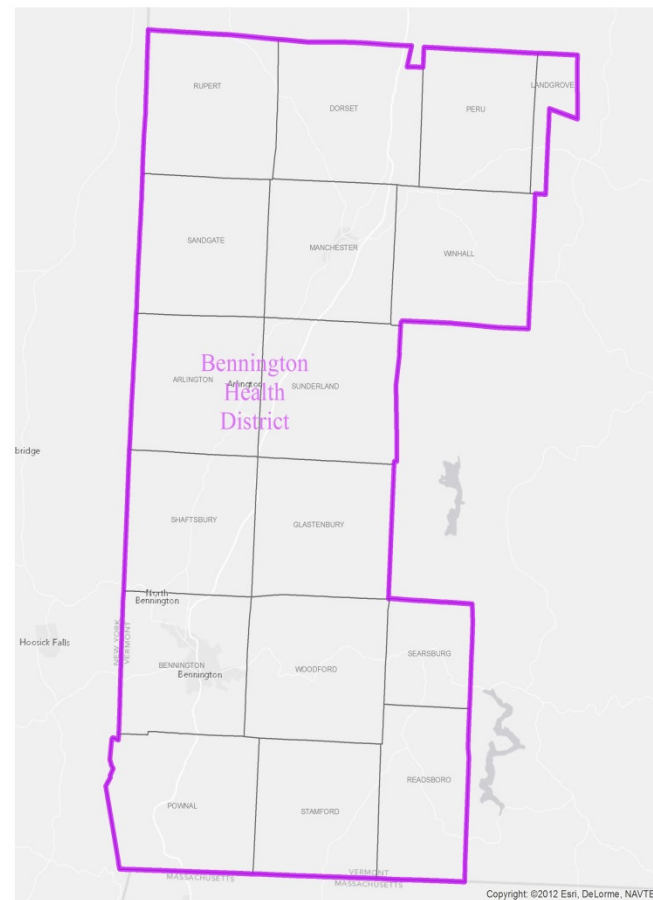 RUPERT
DORSET
PERU
LANDGROVE
SANDGATE
MANCHESTER
WINHALL
Bennington
Health
District
ARLINGTON
Arlington
SUNDERLAND
bridge
SHAFTSBURY
GLASTENBURY
North
Bennington
Hoosick Falls
NEW YORK
VERMONT
BENNINGTON
Bennington
WOODFORD
SEARSBURG
READSBORO
POWNAL
STAMFORD
MASSACHUSETTS
VERMONT
MASSACHUSETTS
Copyright: ©2012 Esri, DeLorme, NAVTE